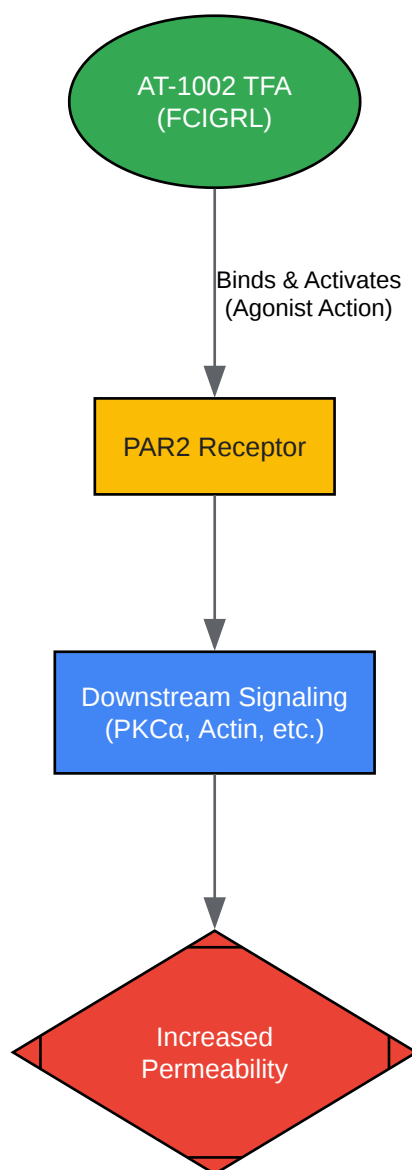 AT-1002 TFA
(FCIGRL)
Binds & Activates
(Agonist Action)
PAR2 Receptor
Downstream Signaling
(PKCα, Actin, etc.)
Increased
Permeability